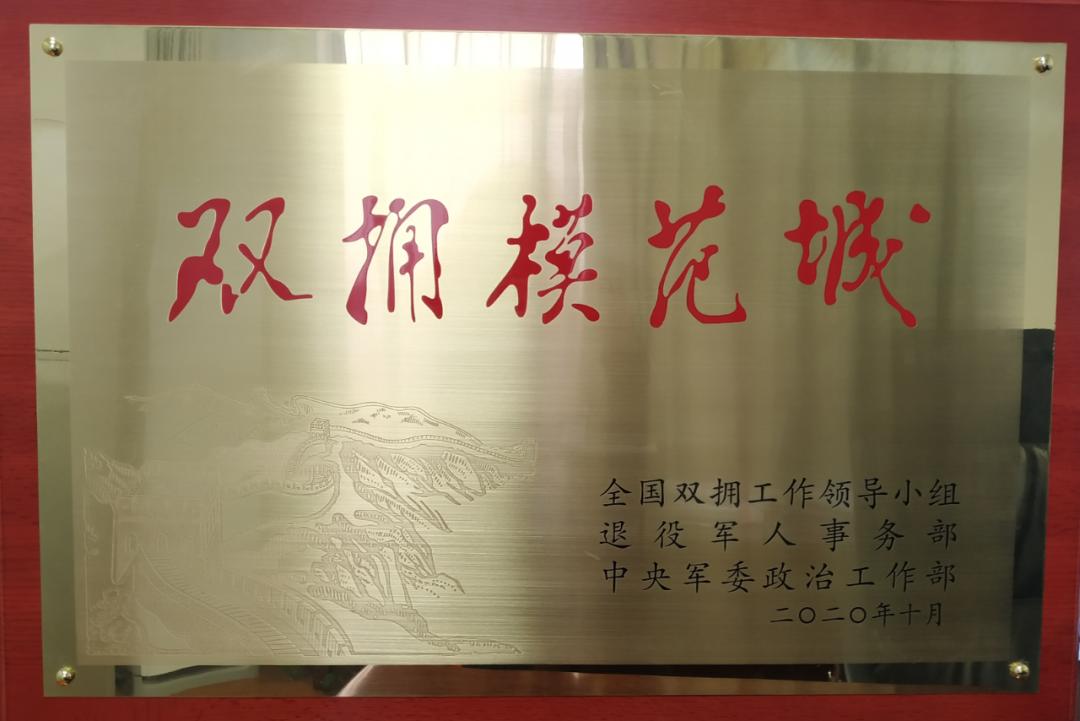 双拥模范城
全国双拥工作领导小组
退役军人事务部
中央军委政治工作部
二〇二〇年十月